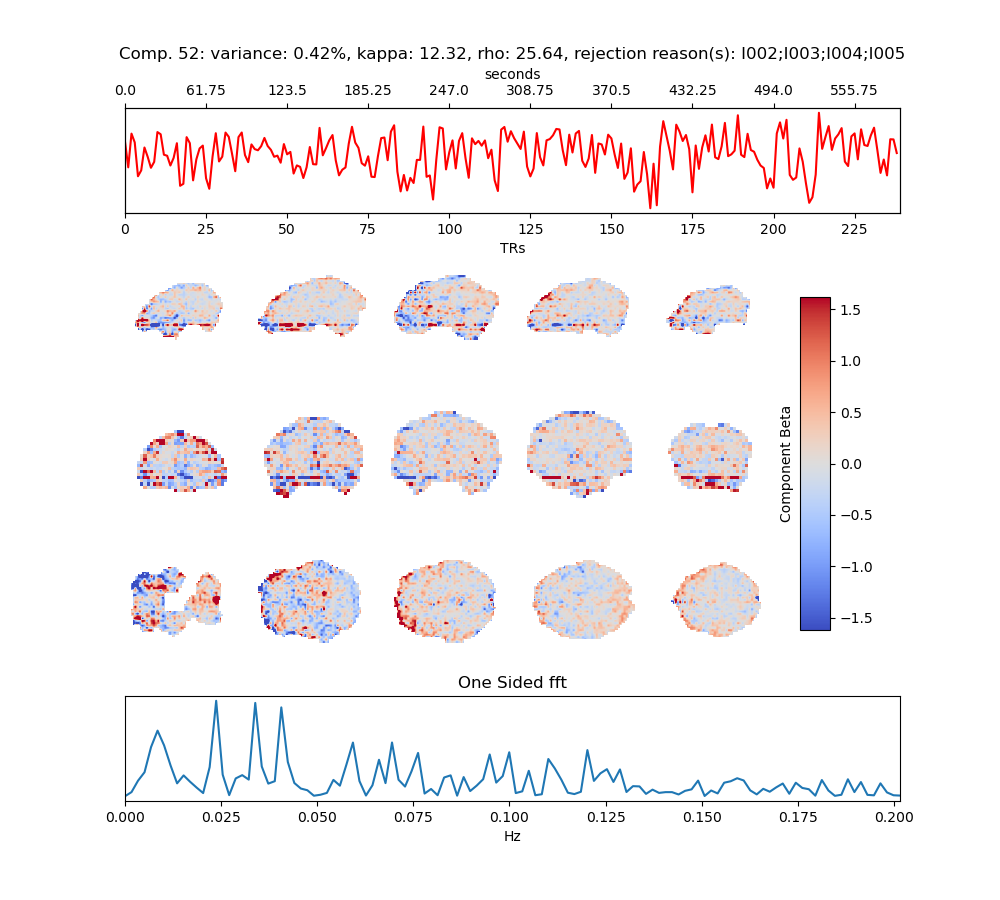 Comp. 52: variance: 0.42%, kappa: 12.32, rho: 25.64, rejection reason(s): I002;I003;I004;I005
seconds
0.0 61.75 123.5 185.25 247.0 308.75 370.5 432.25 494.0 555.75
0 25 50 75 100 125 150 175 200 225
TRs
1.5
1.0
0.5
0.0
−0.5
−1.0
−1.5
Component Beta
One Sided fft
0.000 0.025 0.050 0.075 0.100 0.125 0.150 0.175 0.200
Hz